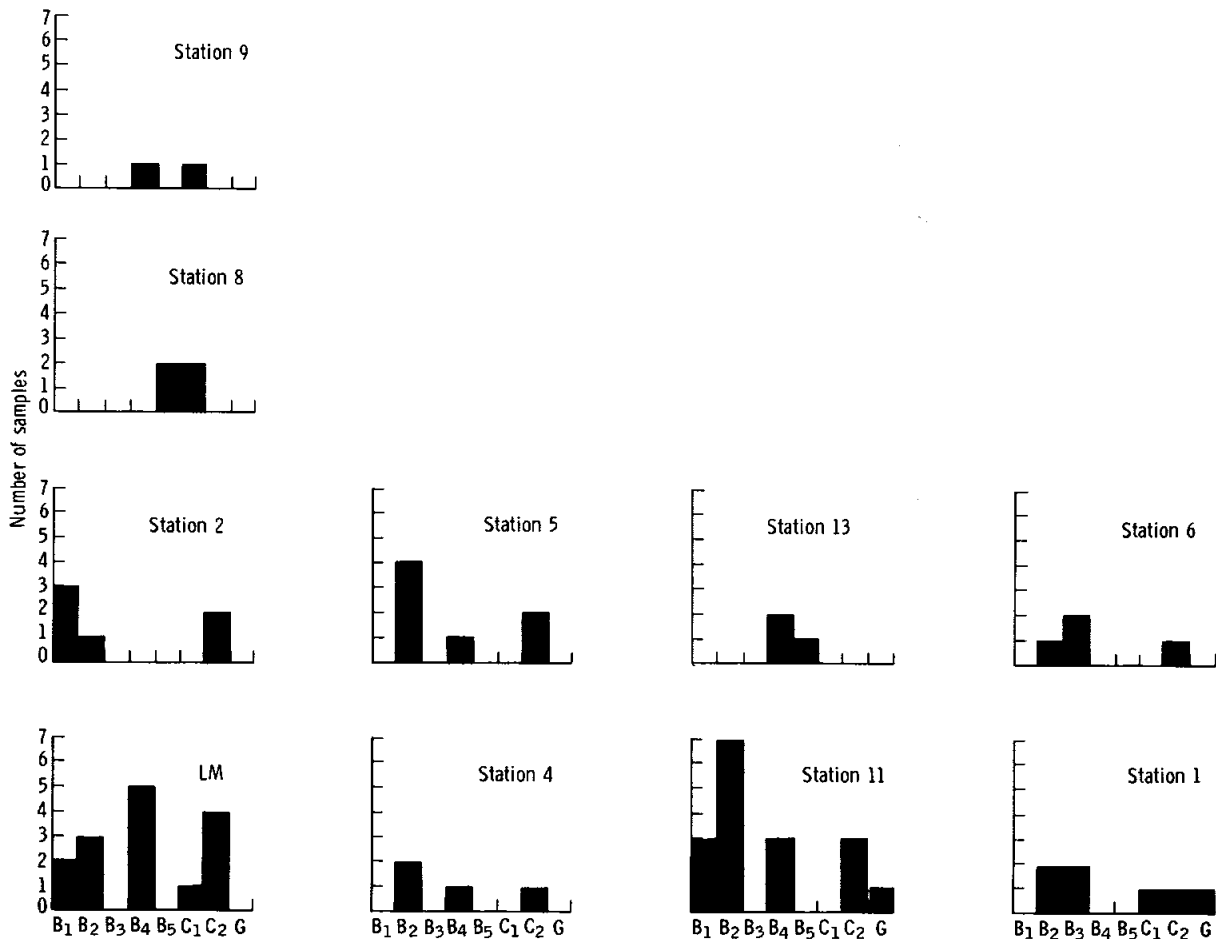 7
6
5
4
3
2
1
0
Station 9
7
6
5
4
3
2
1
0
Station 8
Number of samples
7
6
5
4
3
2
1
0
Station 2
Station 5
Station 13
Station 6
7
6
5
4
3
2
1
0
LM
Station 4
Station 11
Station 1
B₁ B₂ B₃ B₄ B₅ C₁ C₂ G
B₁ B₂ B₃ B₄ B₅ C₁ C₂ G
B₁ B₂ B₃ B₄ B₅ C₁ C₂ G
B₁ B₂ B₃ B₄ B₅ C₁ C₂ G